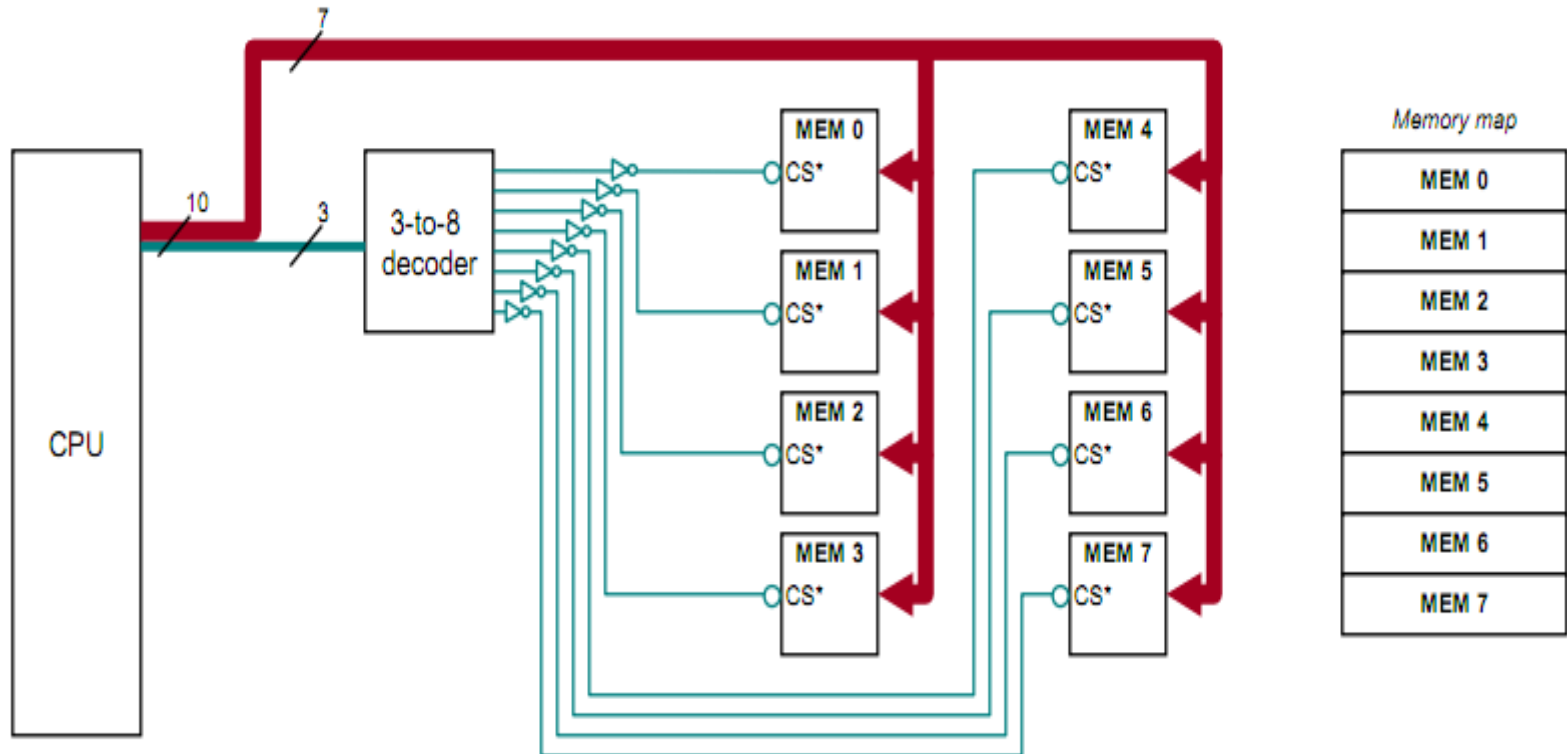 7
10
3
CPU
3-to-8
decoder
MEM 0
CS*
MEM 1
CS*
MEM 2
CS*
MEM 3
CS*
MEM 4
CS*
MEM 5
CS*
MEM 6
CS*
MEM 7
CS*
Memory map
MEM 0
MEM 1
MEM 2
MEM 3
MEM 4
MEM 5
MEM 6
MEM 7